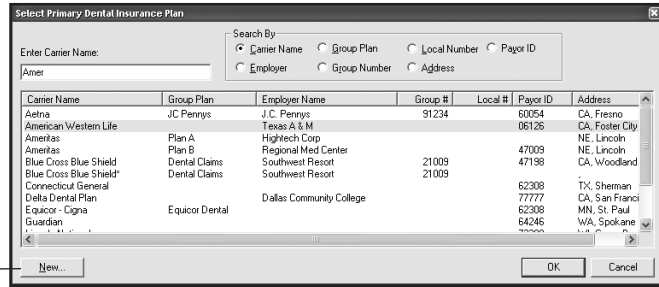 Select Primary Dental Insurance Plan
Search By
Enter Carrier Name:
Carrier Name Group Plan Local Number Payor ID
Amer
Employer Group Number Address
Carrier Name Group Plan Employer Name Group # Local # Payor ID Address
Aetna JC Pennys J.C. Pennys 91234 60054 CA, Fresno
American Western Life Texas A & M 06126 CA, Foster City
Ameritas Plan A Hightech Corp NE, Lincoln
Ameritas Plan B Regional Med Center 47009 NE, Lincoln
Blue Cross Blue Shield Dental Claims Southwest Resort 21009 47198 CA, Woodland
Blue Cross Blue Shield* Dental Claims Southwest Resort 21009 ,
Connecticut General 62308 TX, Sherman
Delta Dental Plan Dallas Community College 77777 CA, San Franci
Equicor - Cigna Equicor Dental 62308 MN, St. Paul
Guardian 64246 WA, Spokane
New... OK Cancel